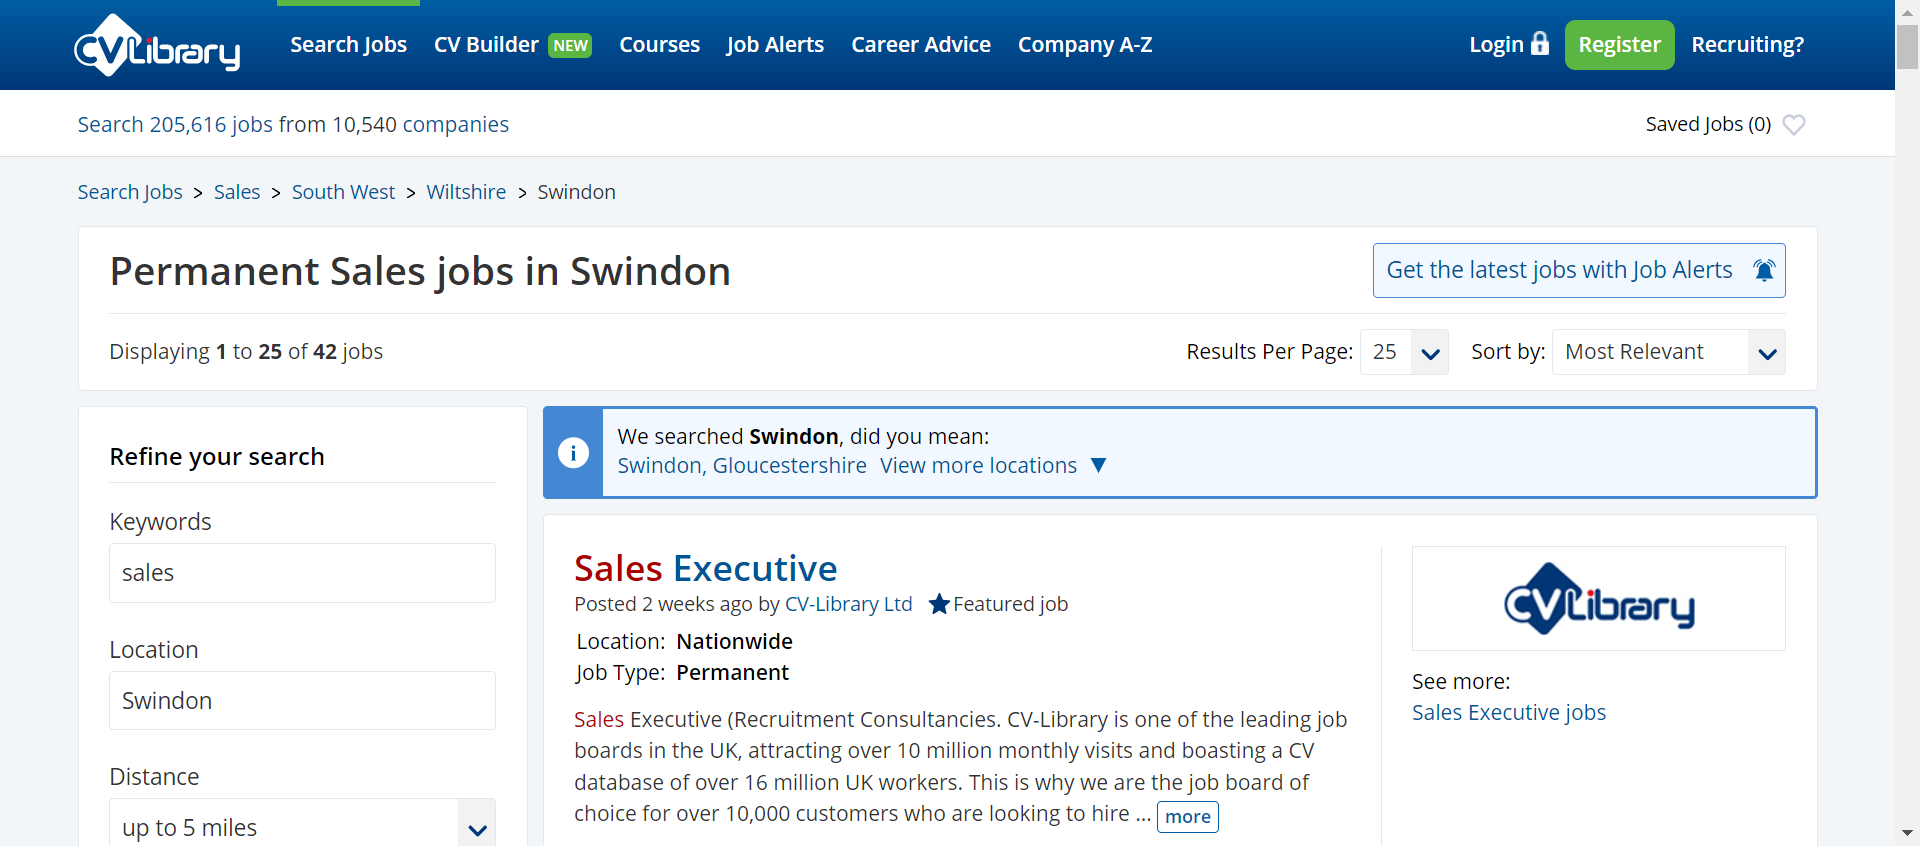 CVLibrary
Search Jobs CV Builder NEW Courses Job Alerts Career Advice Company A-Z Login Register Recruiting?
Search 205,616 jobs from 10,540 companies Saved Jobs (0)
Search Jobs > Sales > South West > Wiltshire > Swindon
Permanent Sales jobs in Swindon
Get the latest jobs with Job Alerts
Displaying 1 to 25 of 42 jobs
Results Per Page: 25 Sort by: Most Relevant
Refine your search
Keywords
sales
Location
Swindon
Distance
up to 5 miles
We searched Swindon, did you mean:
Swindon, Gloucestershire View more locations ▼
Sales Executive
Posted 2 weeks ago by CV-Library Ltd Featured job
Location: Nationwide
Job Type: Permanent
Sales Executive (Recruitment Consultancies. CV-Library is one of the leading job
boards in the UK, attracting over 10 million monthly visits and boasting a CV
database of over 16 million UK workers. This is why we are the job board of
choice for over 10,000 customers who are looking to hire ... more
CVLibrary
See more:
Sales Executive jobs